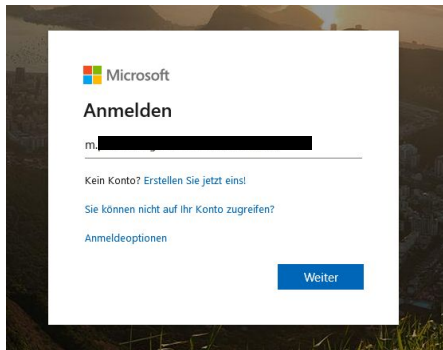 Microsoft
Anmelden
m.
Kein Konto? Erstellen Sie jetzt eins!
Sie können nicht auf Ihr Konto zugreifen?
Anmeldeoptionen
Weiter